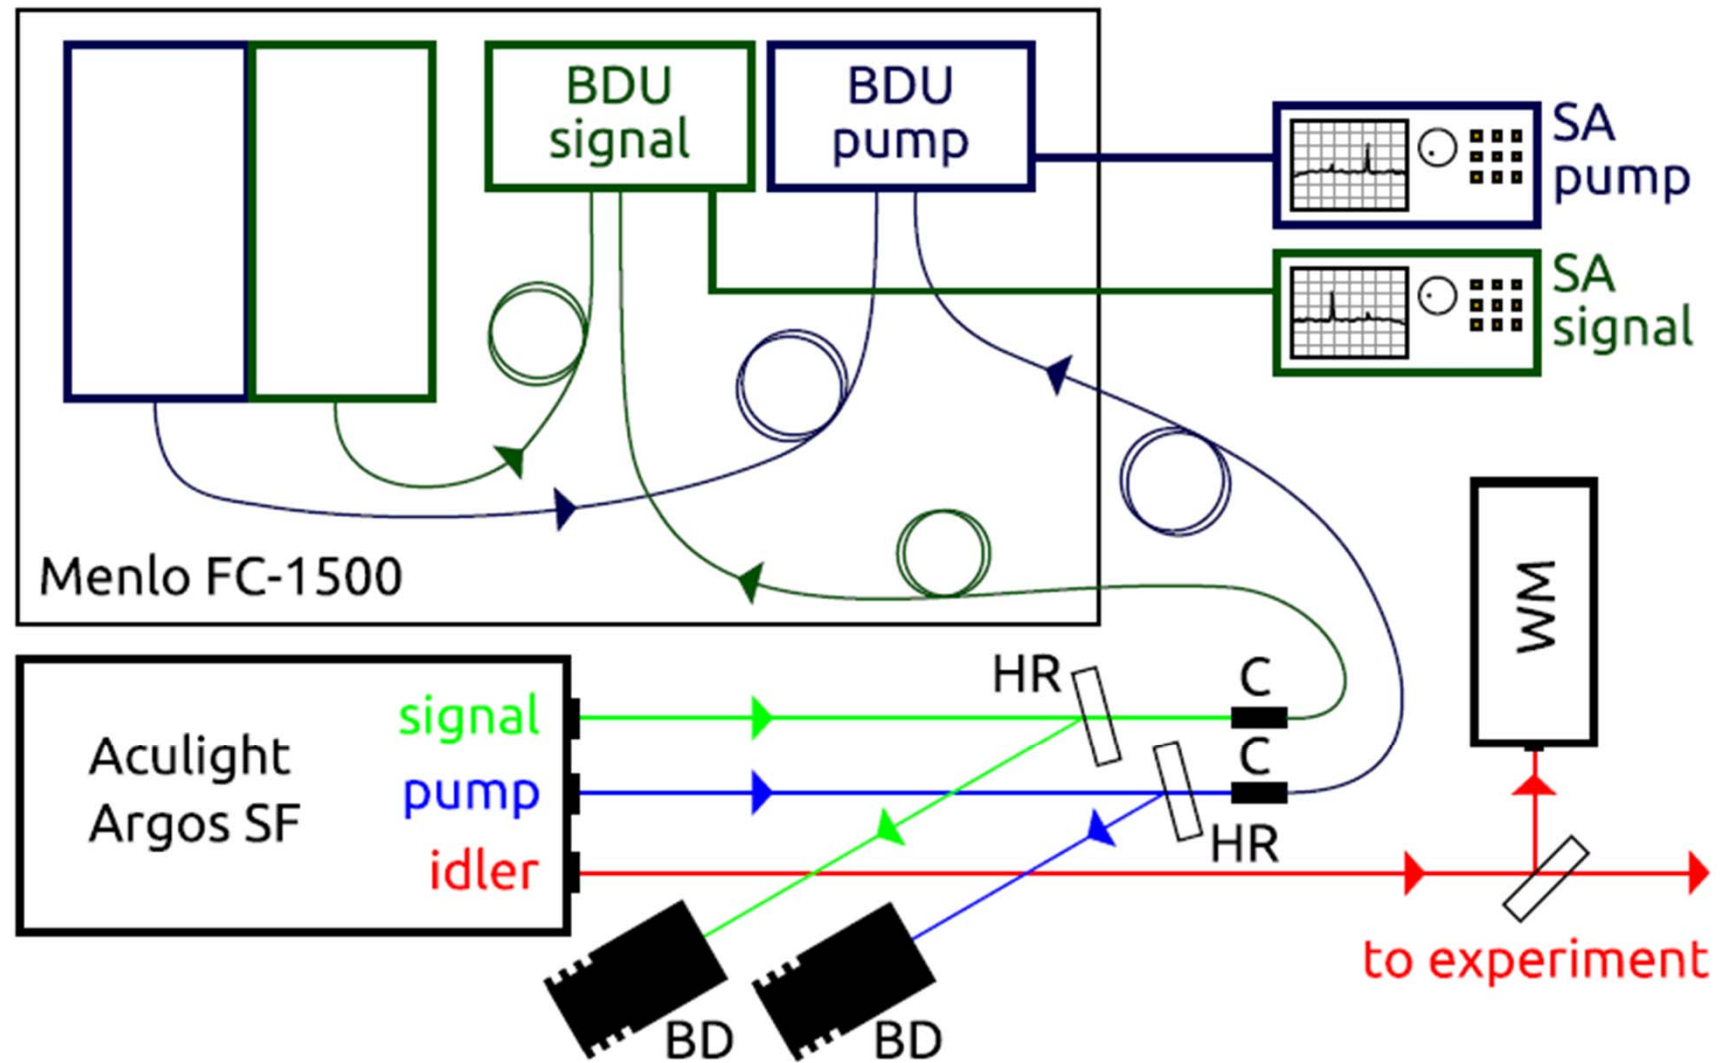 BDU
signal
BDU
pump
SA
pump
SA
signal
Menlo FC-1500
WM
HR
C
C
HR
Aculight
Argos SF
signal
pump
idler
to experiment
BD
BD